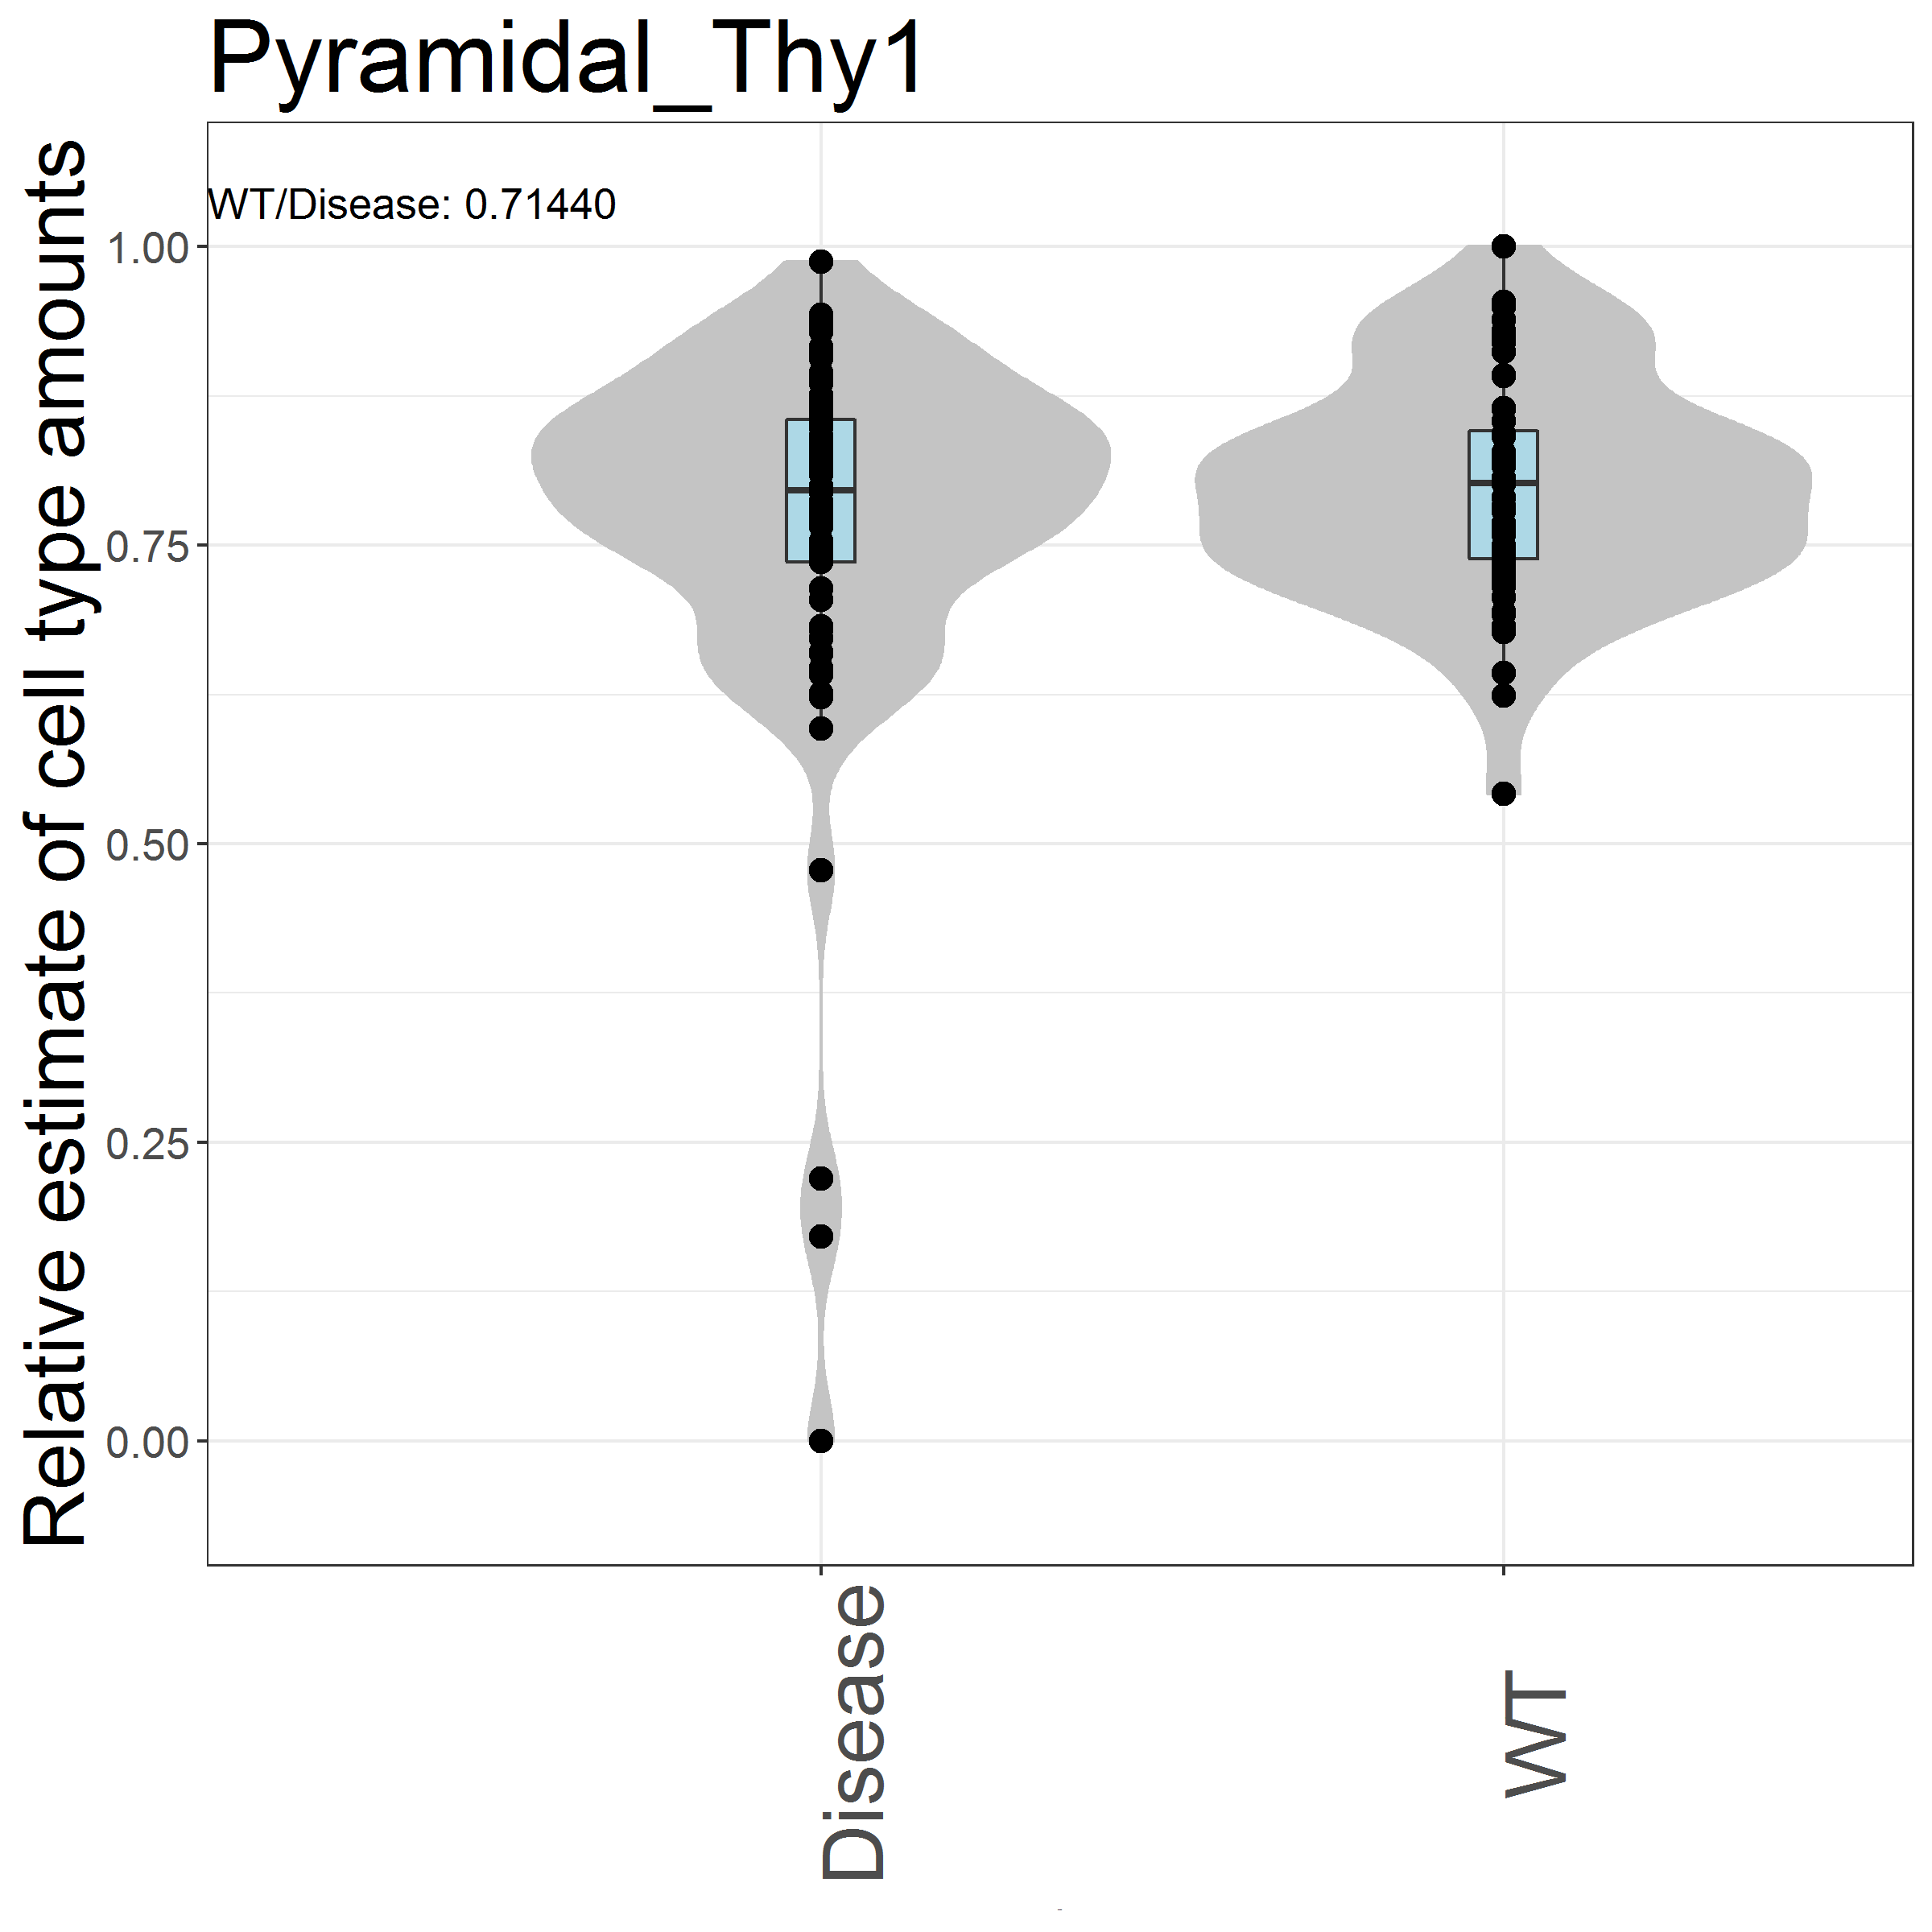 Pyramidal_Thy1
Relative estimate of cell type amounts
WT/Disease: 0.71440
1.00
0.75
0.50
0.25
0.00
Disease
WT